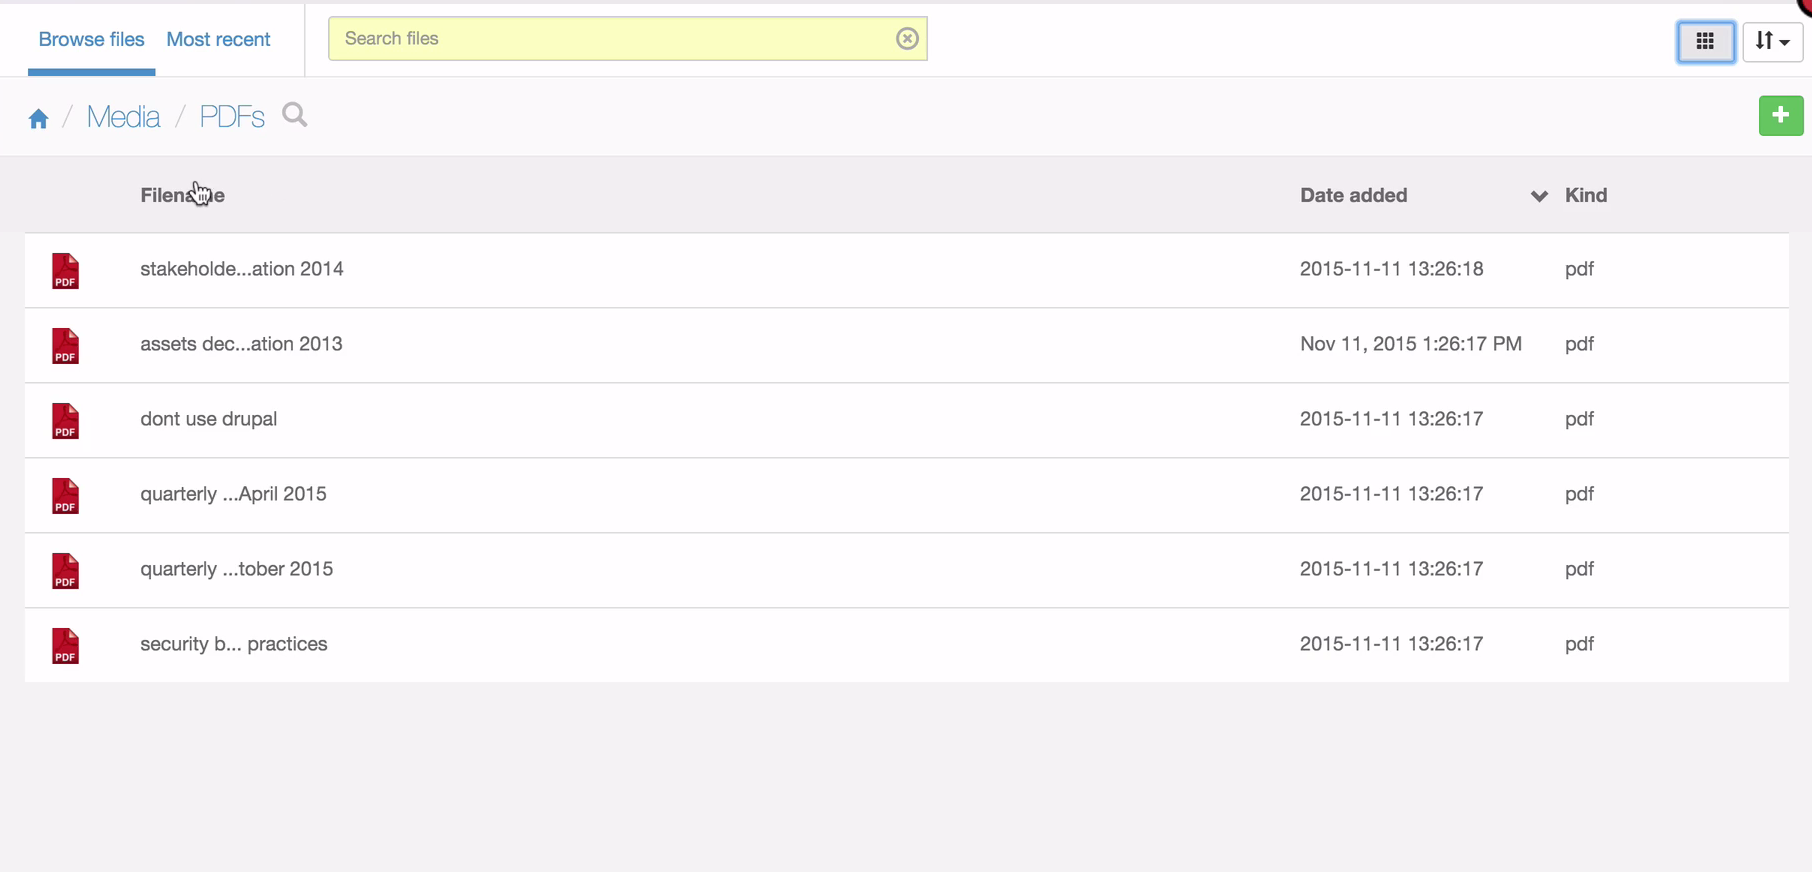 Browse files Most recent Search files
/ Media / PDFs
Filename Date added Kind
PDF stakeholde...ation 2014 2015-11-11 13:26:18 pdf
PDF assets dec...ation 2013 Nov 11, 2015 1:26:17 PM pdf
PDF dont use drupal 2015-11-11 13:26:17 pdf
PDF quarterly ...April 2015 2015-11-11 13:26:17 pdf
PDF quarterly ...tober 2015 2015-11-11 13:26:17 pdf
PDF security b... practices 2015-11-11 13:26:17 pdf